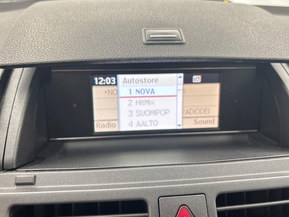 12:03 Autostore
1 NOVA
2 HitMix
3 SUOMIPOP
4 AALTO
Radio Sound